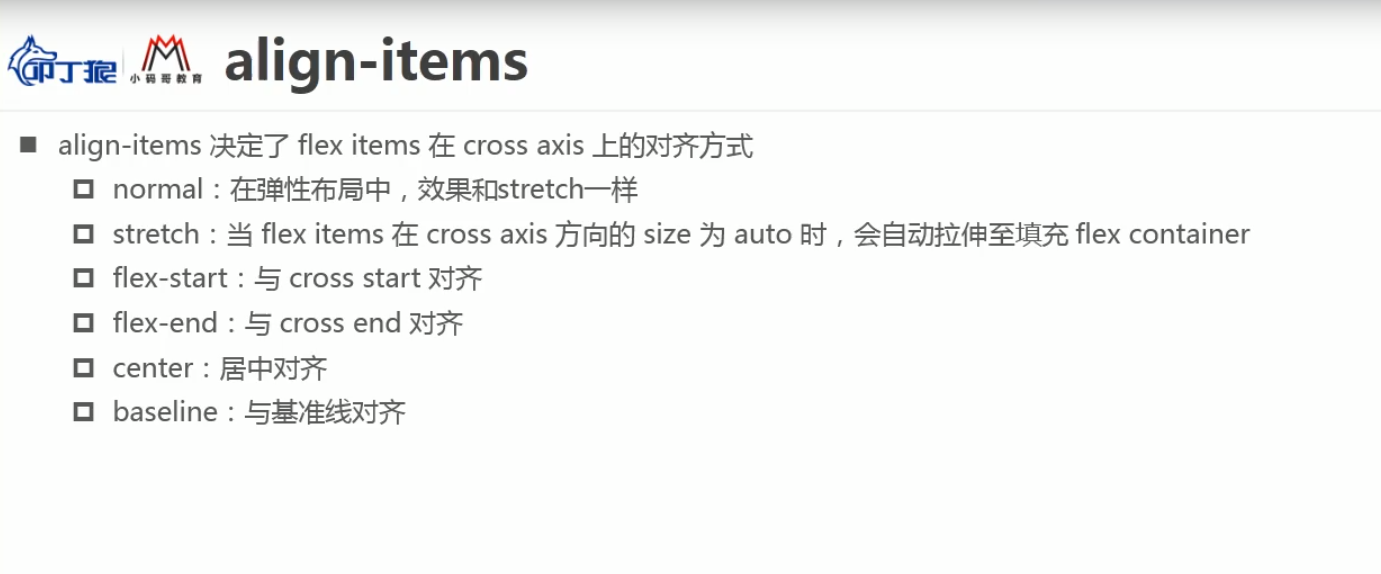 叩丁狼 小码哥教育 align-items
align-items 决定了 flex items 在 cross axis 上的对齐方式
normal：在弹性布局中，效果和stretch一样
stretch：当 flex items 在 cross axis 方向的 size 为 auto 时，会自动拉伸至填充 flex container
flex-start：与 cross start 对齐
flex-end：与 cross end 对齐
center：居中对齐
baseline：与基准线对齐